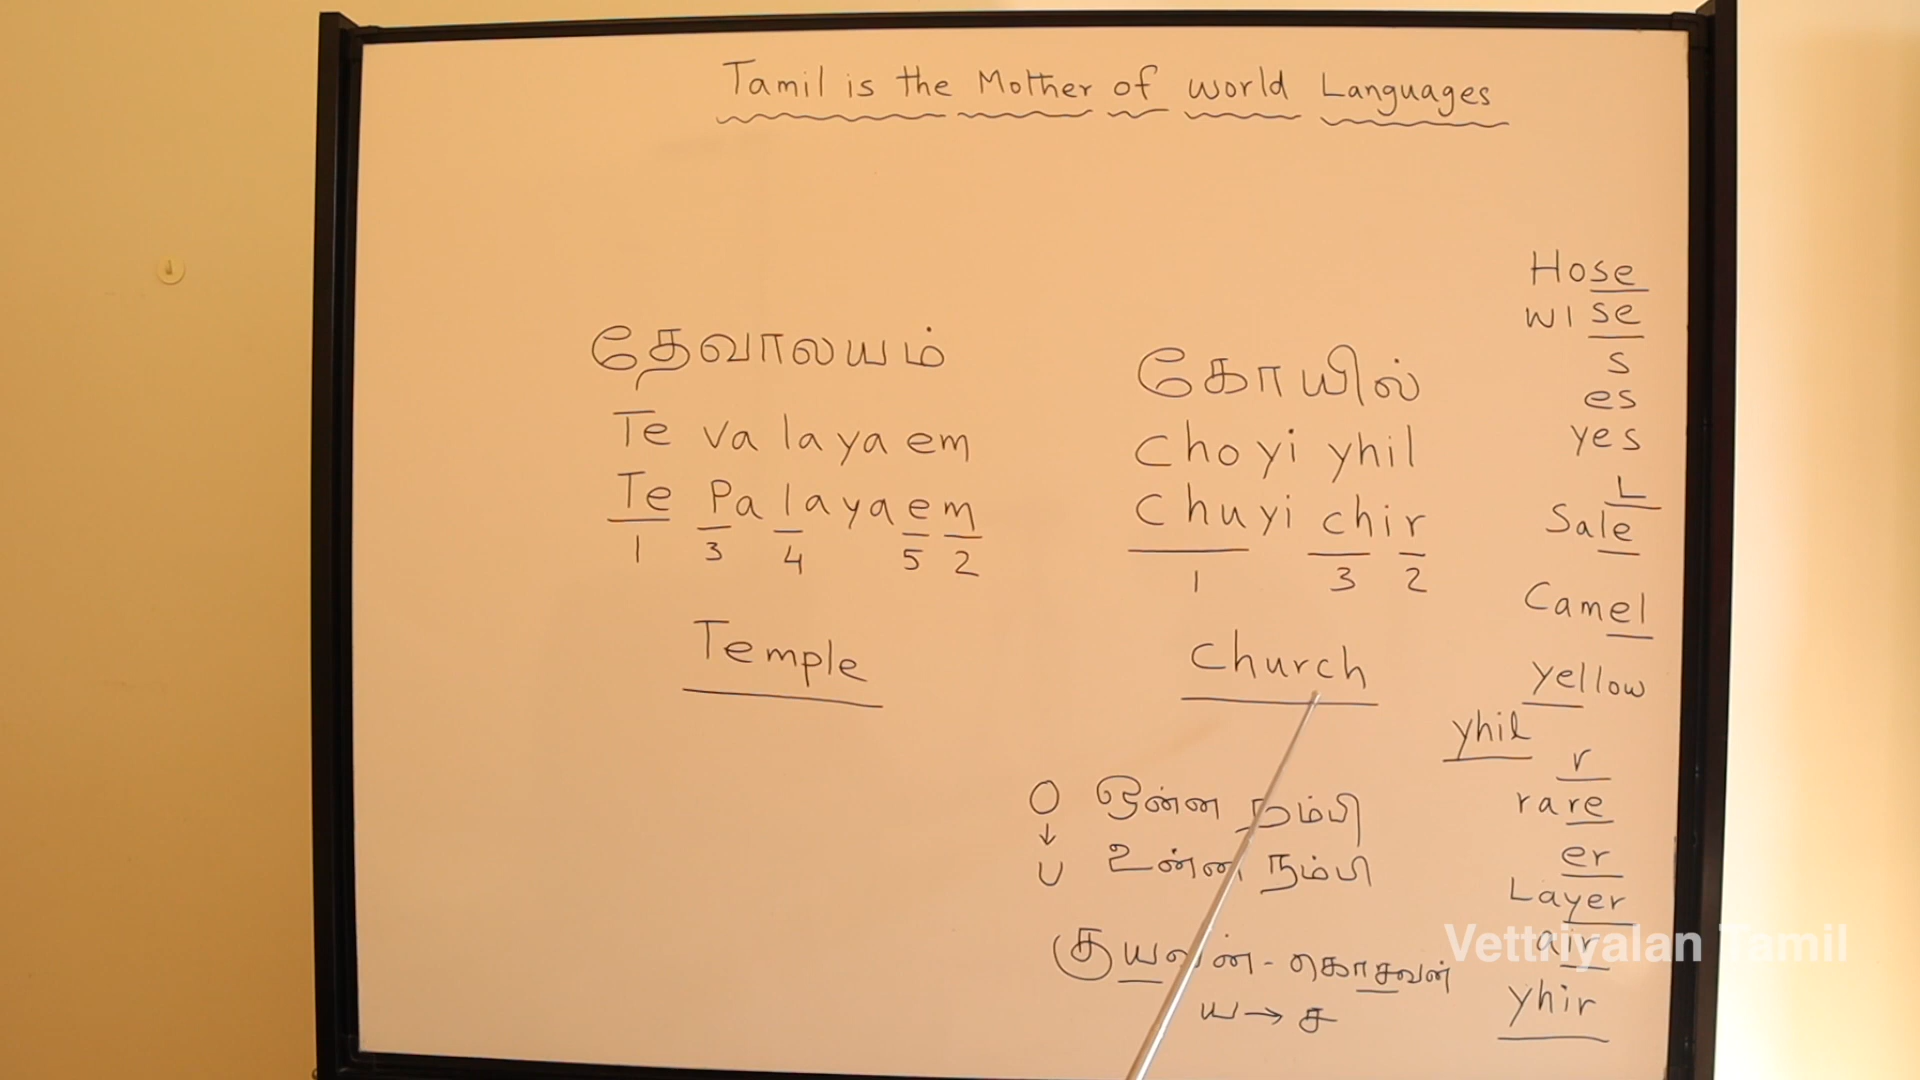 Tamil is the Mother of world Languages
தேவாலயம்
Te va la ya em
Te Pa la ya em
1 3 4 5 2
Temple
கோயில்
Cho yi yhil
Chu yi chir
1 3 2
Church
O ஒன்ன நம்பி
↓
U உன்ன நம்பி
குயவன் - கொசவன்
ய → ச
Hose
wise
s
es
yes
L
Sale
Camel
yellow
yhil
r
rare
er
Layer
air
yhir
Vettriyalan Tamil